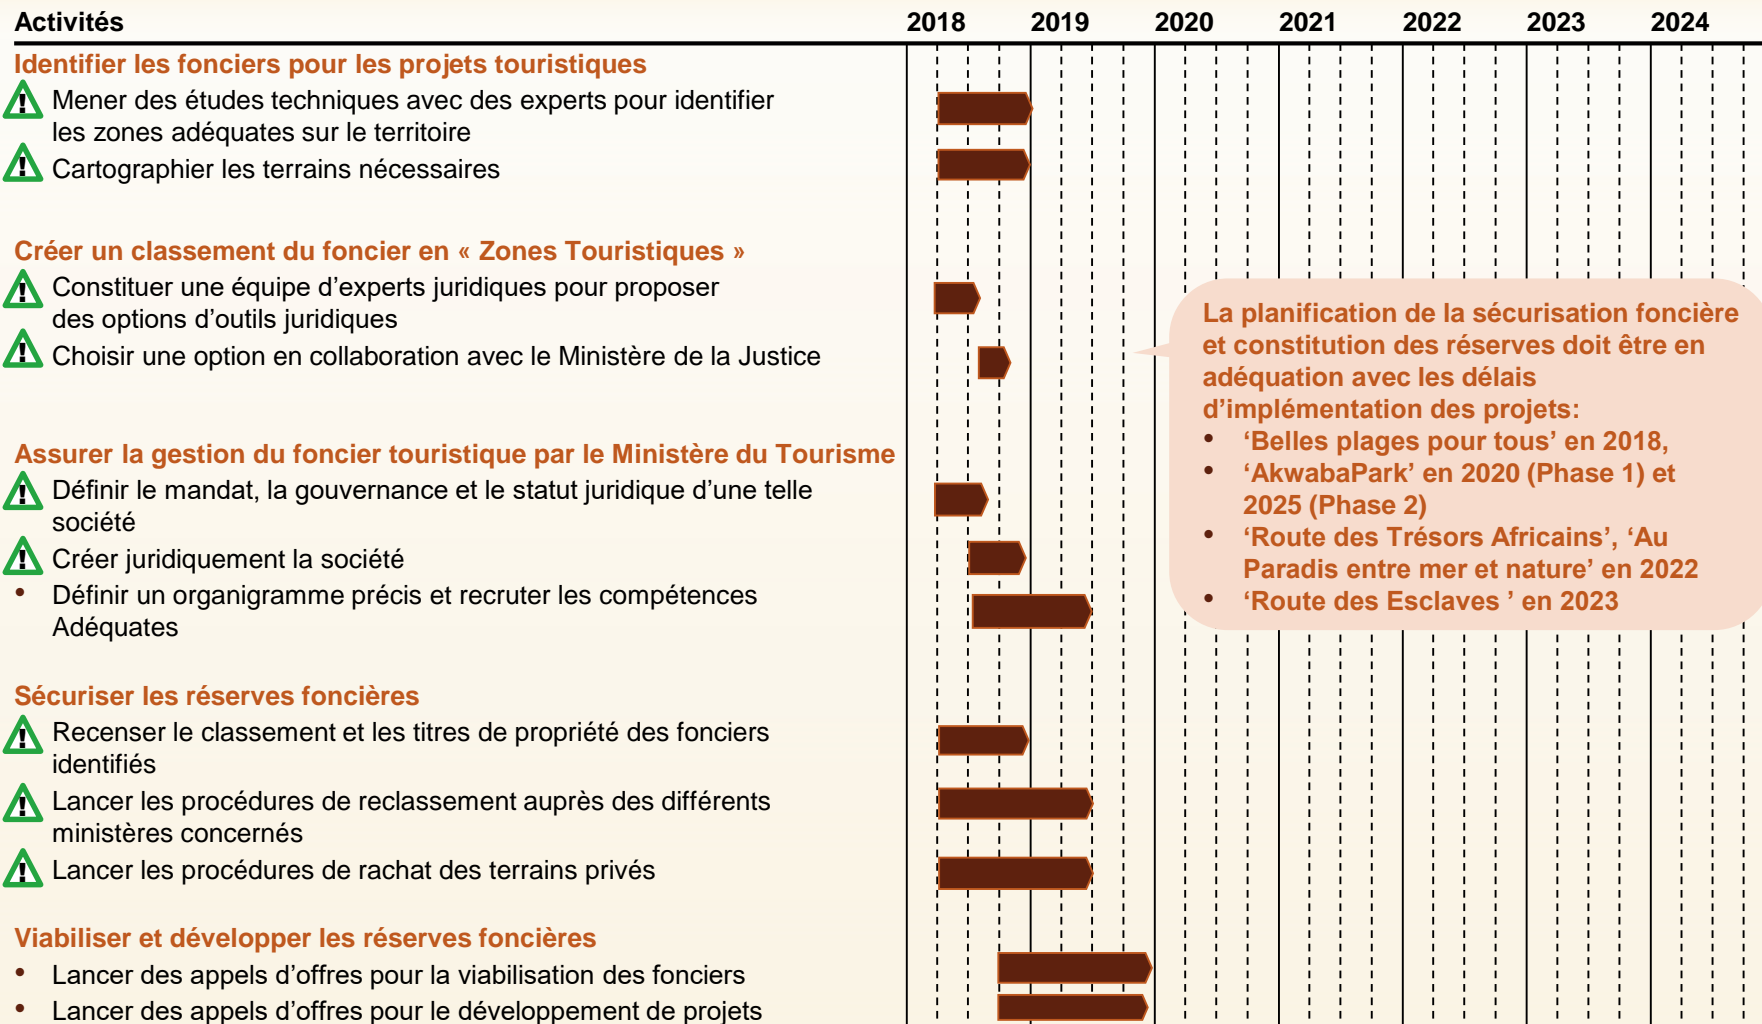 Activités 2018 2019 2020 2021 2022 2023 2024
Identifier les fonciers pour les projets touristiques
! Mener des études techniques avec des experts pour identifier
les zones adéquates sur le territoire
! Cartographier les terrains nécessaires
Créer un classement du foncier en « Zones Touristiques »
! Constituer une équipe d’experts juridiques pour proposer
des options d’outils juridiques
! Choisir une option en collaboration avec le Ministère de la Justice
Assurer la gestion du foncier touristique par le Ministère du Tourisme
! Définir le mandat, la gouvernance et le statut juridique d’une telle
société
! Créer juridiquement la société
• Définir un organigramme précis et recruter les compétences
Adéquates
Sécuriser les réserves foncières
! Recenser le classement et les titres de propriété des fonciers
identifiés
! Lancer les procédures de reclassement auprès des différents
ministères concernés
! Lancer les procédures de rachat des terrains privés
Viabiliser et développer les réserves foncières
• Lancer des appels d’offres pour la viabilisation des fonciers
• Lancer des appels d’offres pour le développement de projets
La planification de la sécurisation foncière
et constitution des réserves doit être en
adéquation avec les délais
d’implémentation des projets:
• ‘Belles plages pour tous’ en 2018,
• ‘AkwabaPark’ en 2020 (Phase 1) et
2025 (Phase 2)
• ‘Route des Trésors Africains’, ‘Au
Paradis entre mer et nature’ en 2022
• ‘Route des Esclaves ’ en 2023